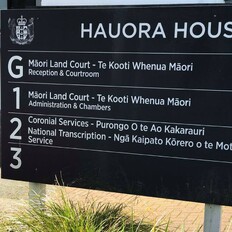 HAUORA HOUS
G Māori Land Court - Te Kooti Whenua Māori
Reception & Courtroom
1 Māori Land Court - Te Kooti Whenua Māori
Administration & Chambers
2 Coronial Services - Purongo O te Ao Kakarauri
National Transcription - Ngā Kaipato Kōrero o te Mot
Service
3